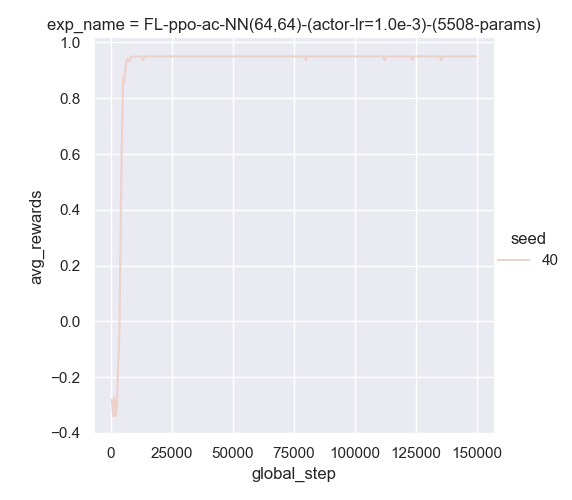 exp_name = FL-ppo-ac-NN(64,64)-(actor-lr=1.0e-3)-(5508-params)
1.0
0.8
0.6
0.4
0.2
0.0
−0.2
−0.4
avg_rewards
0 25000 50000 75000 100000 125000 150000
global_step
seed
40